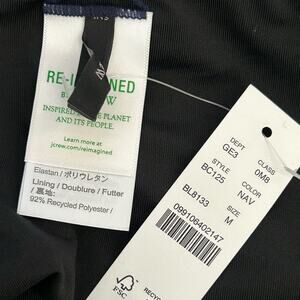 RE-IMAGINED
BY
W
INSPIRED
PLANET
AND ITS PEOPLE.
Learn more at
jcrew.com/reimagined
Elastan / ポリウレタン
Lining / Doublure / Futter
/ 裏地:
92% Recycled Polyester /
DEPT CLASS
GE3 0M8
STYLE COLOR
BC125 NAV
SIZE
BL8133 M
099106402147
FSC